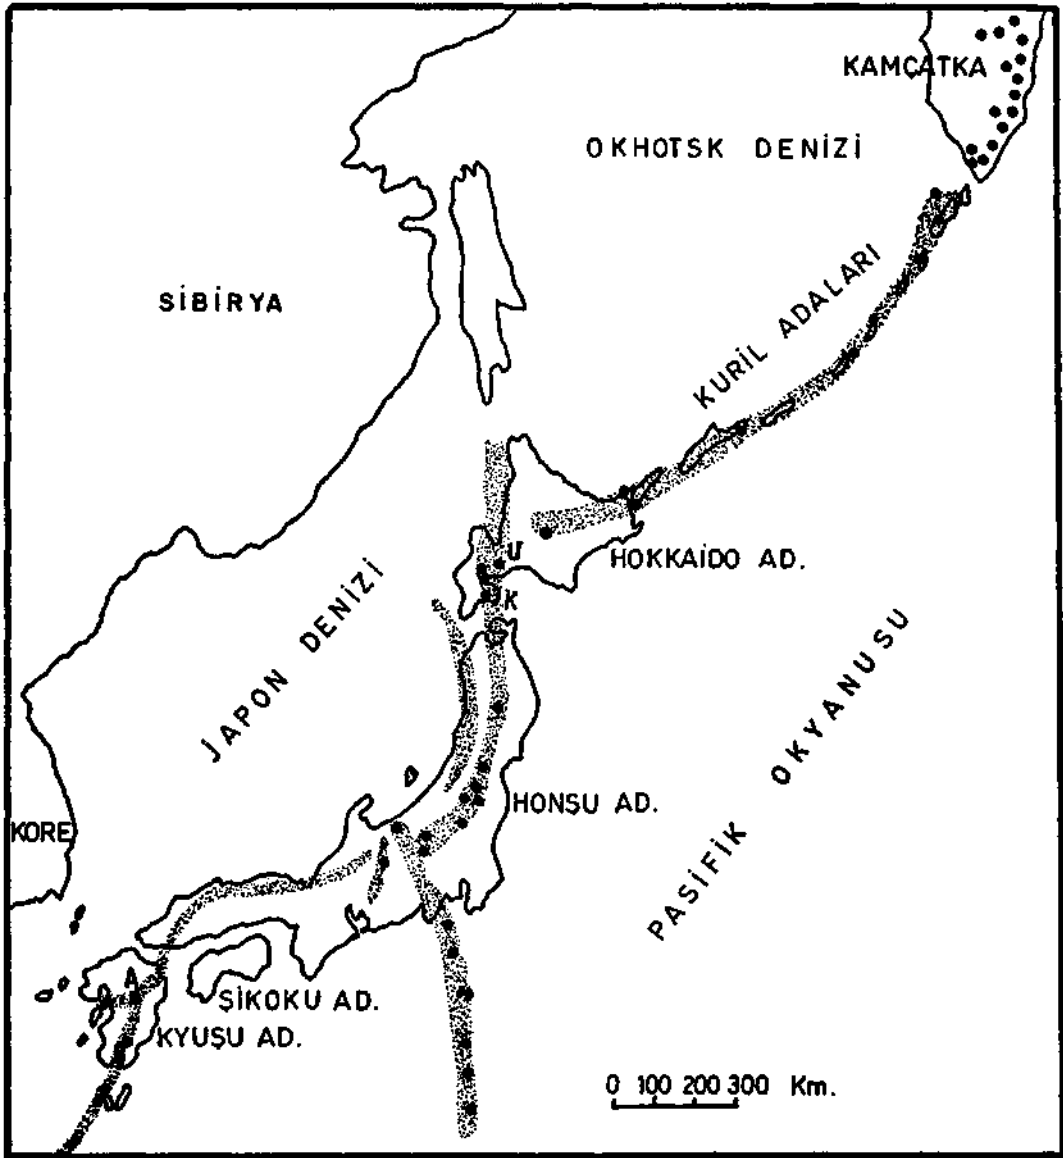 KAMÇATKA
OKHOTSK DENİZİ
SİBİRYA
KURİL ADALARI
U
HOKKAİDO AD.
K
JAPON DENİZİ
PASİFİK OKYANUSU
HONŞU AD.
KORE
A
ŞİKOKU AD.
KYUŞU AD.
0 100 200 300 Km.